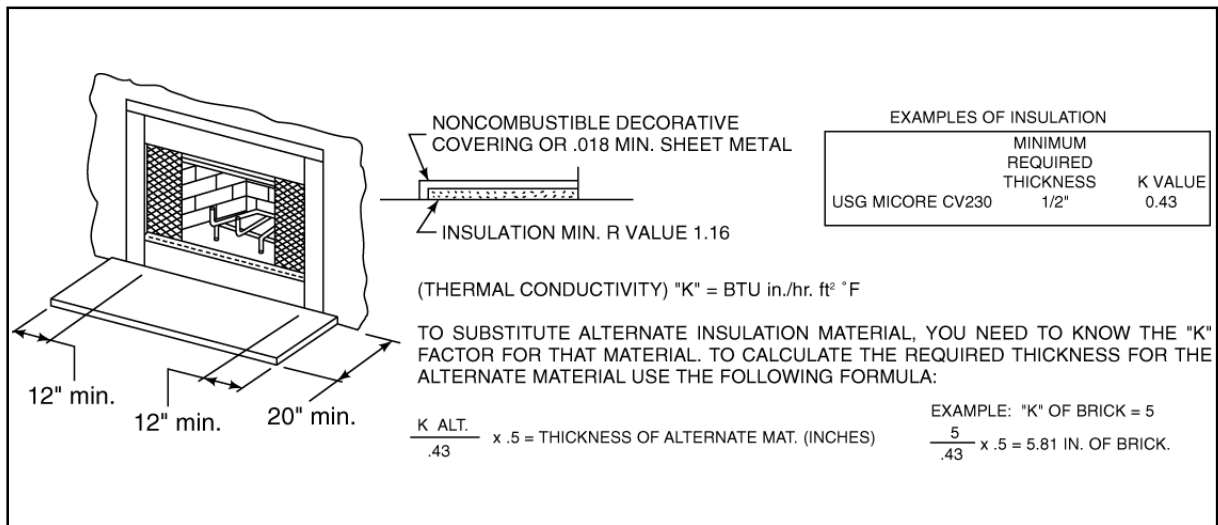 NONCOMBUSTIBLE DECORATIVE
COVERING OR .018 MIN. SHEET METAL
INSULATION MIN. R VALUE 1.16
EXAMPLES OF INSULATION
MINIMUM
REQUIRED
THICKNESS K VALUE
USG MICORE CV230 1/2" 0.43
12" min.
12" min.
20" min.
(THERMAL CONDUCTIVITY) "K" = BTU in./hr. ft² ˚F
TO SUBSTITUTE ALTERNATE INSULATION MATERIAL, YOU NEED TO KNOW THE "K"
FACTOR FOR THAT MATERIAL. TO CALCULATE THE REQUIRED THICKNESS FOR THE
ALTERNATE MATERIAL USE THE FOLLOWING FORMULA:
K ALT.
.43
x .5 = THICKNESS OF ALTERNATE MAT. (INCHES)
EXAMPLE: "K" OF BRICK = 5
5
.43
x .5 = 5.81 IN. OF BRICK.